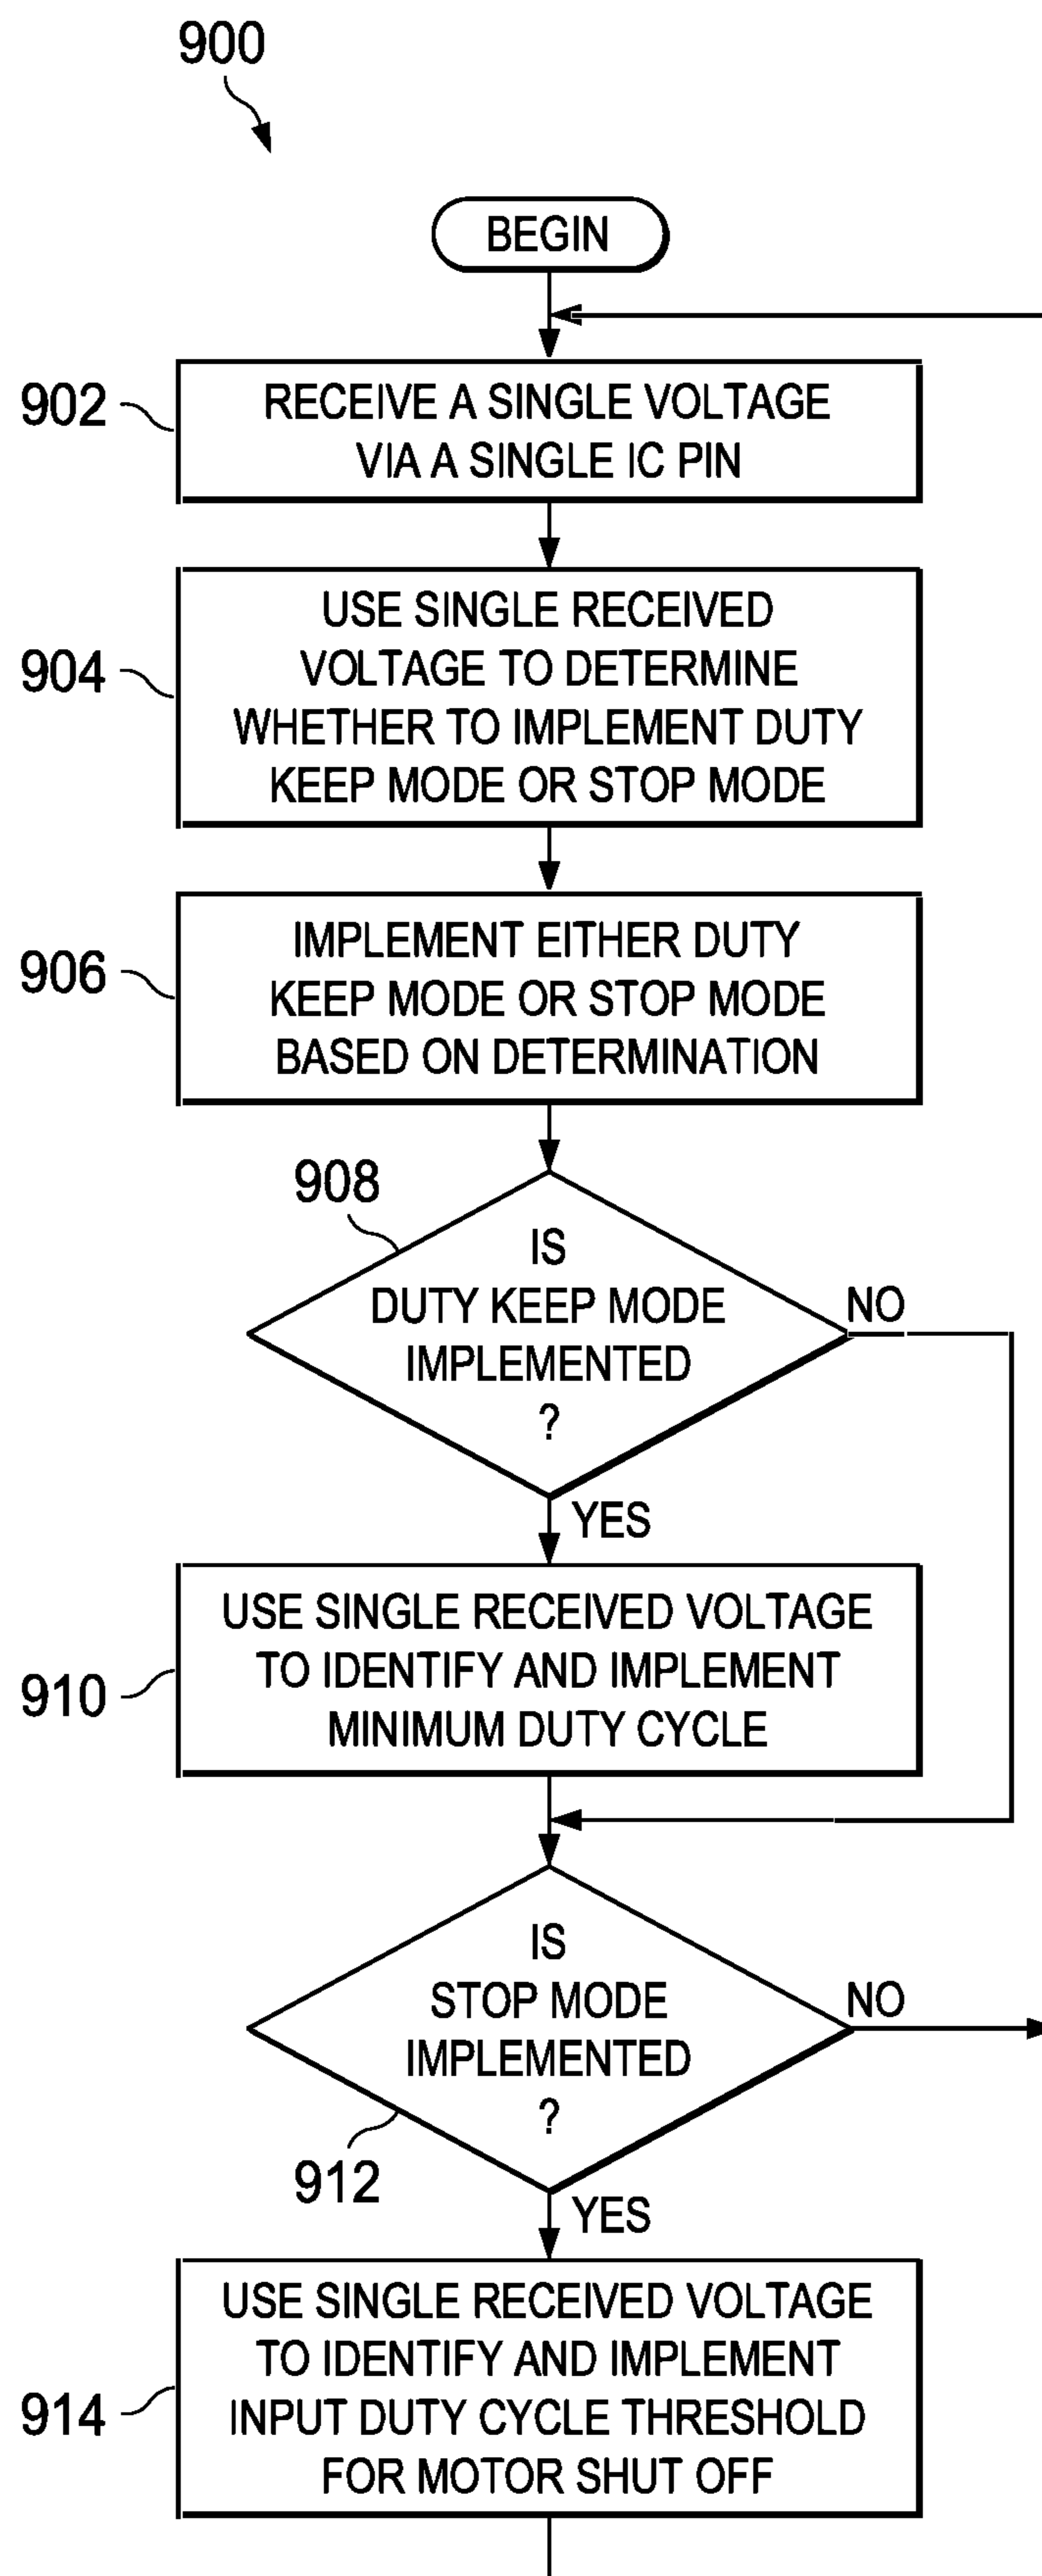 900
BEGIN
902
RECEIVE A SINGLE VOLTAGE
VIA A SINGLE IC PIN
904
USE SINGLE RECEIVED
VOLTAGE TO DETERMINE
WHETHER TO IMPLEMENT DUTY
KEEP MODE OR STOP MODE
906
IMPLEMENT EITHER DUTY
KEEP MODE OR STOP MODE
BASED ON DETERMINATION
908
IS
DUTY KEEP MODE
IMPLEMENTED
?
NO
YES
910
USE SINGLE RECEIVED VOLTAGE
TO IDENTIFY AND IMPLEMENT
MINIMUM DUTY CYCLE
IS
STOP MODE
IMPLEMENTED
?
NO
912
YES
914
USE SINGLE RECEIVED VOLTAGE
TO IDENTIFY AND IMPLEMENT
INPUT DUTY CYCLE THRESHOLD
FOR MOTOR SHUT OFF